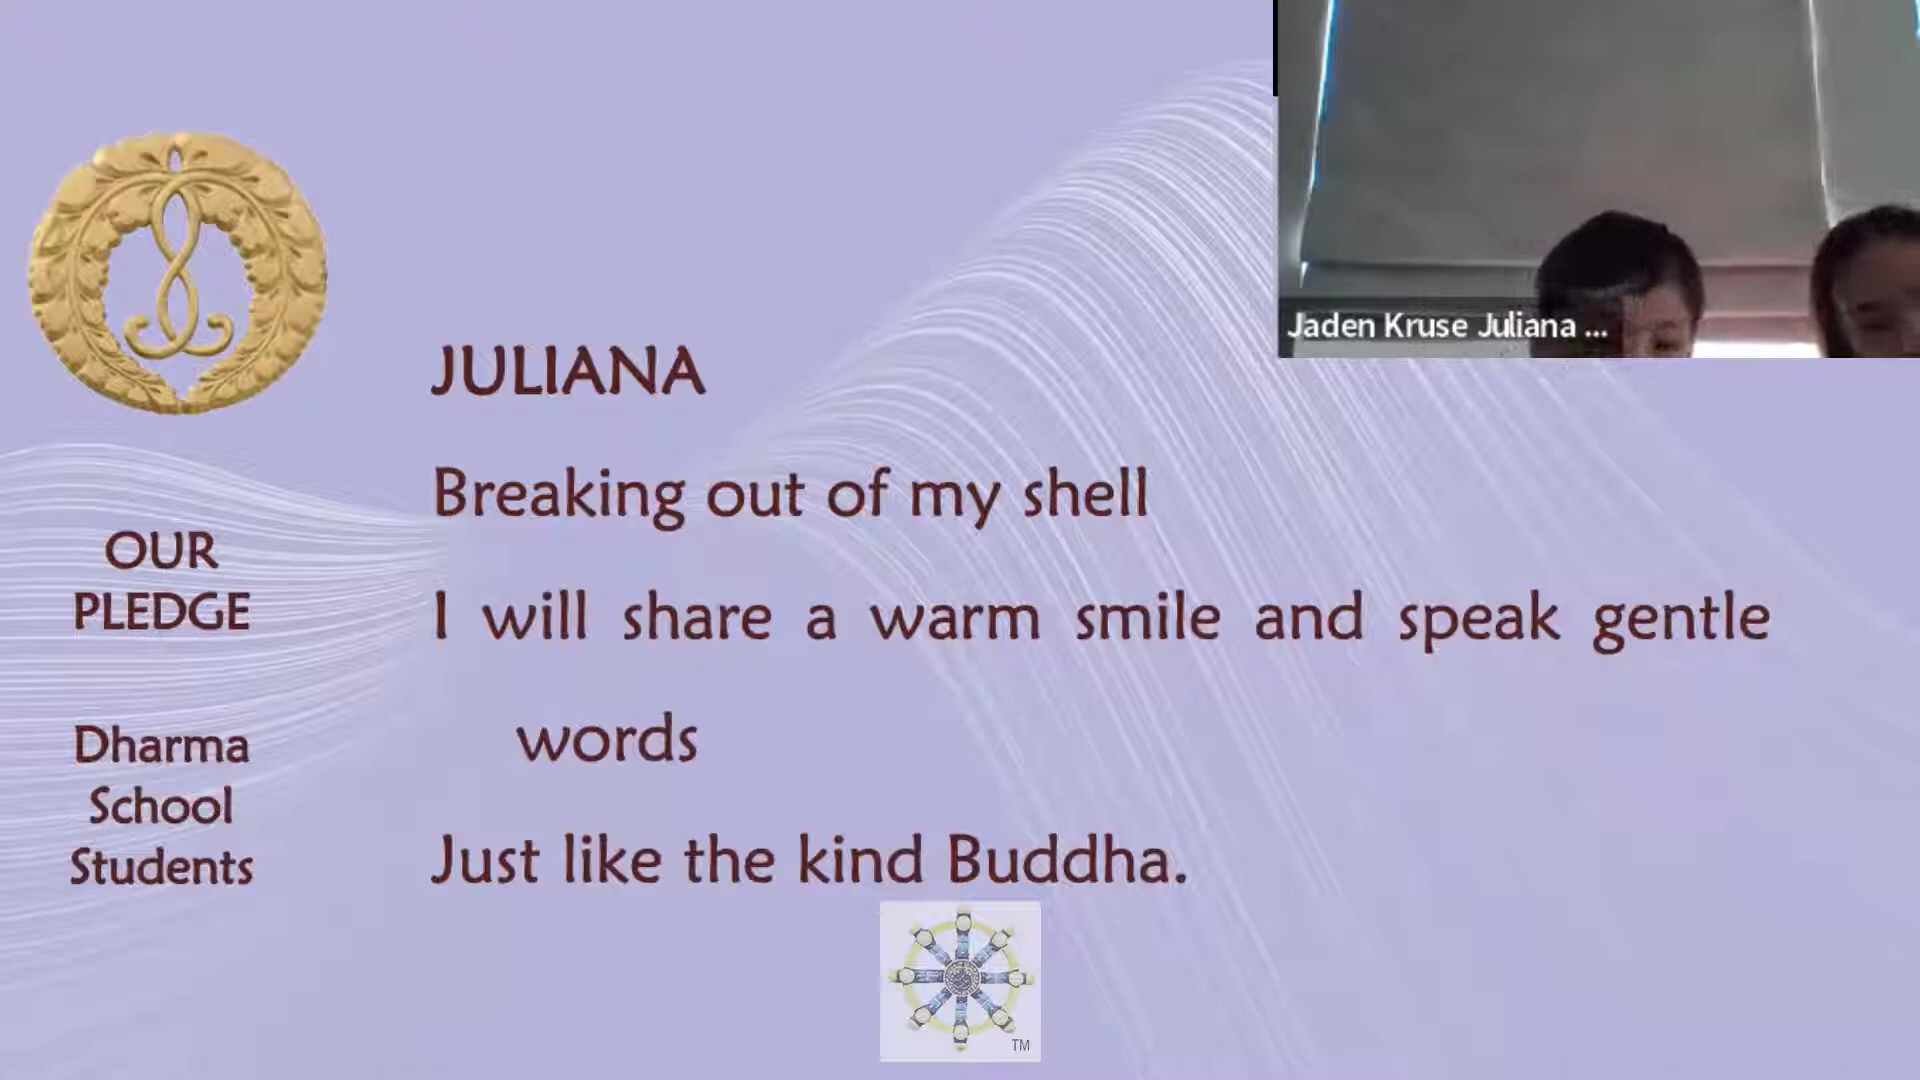 Jaden Kruse Juliana ...
JULIANA
Breaking out of my shell
I will share a warm smile and speak gentle
words
Just like the kind Buddha.
OUR
PLEDGE
Dharma
School
Students
TM